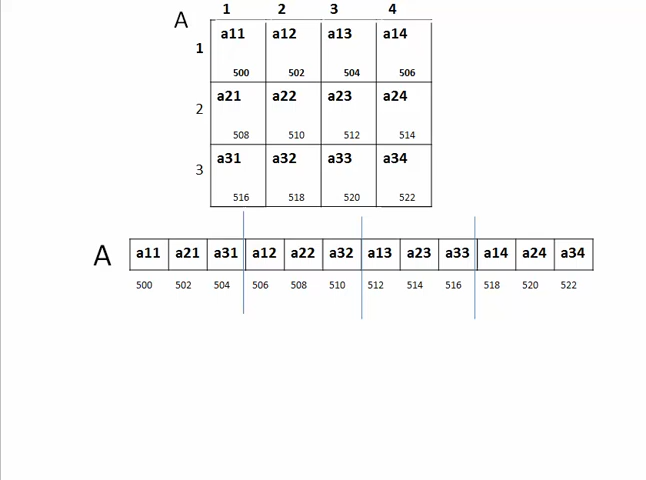 A 1 2 3 4
1 a11 a12 a13 a14
500 502 504 506
2 a21 a22 a23 a24
508 510 512 514
3 a31 a32 a33 a34
516 518 520 522
A a11 a21 a31 a12 a22 a32 a13 a23 a33 a14 a24 a34
500 502 504 506 508 510 512 514 516 518 520 522